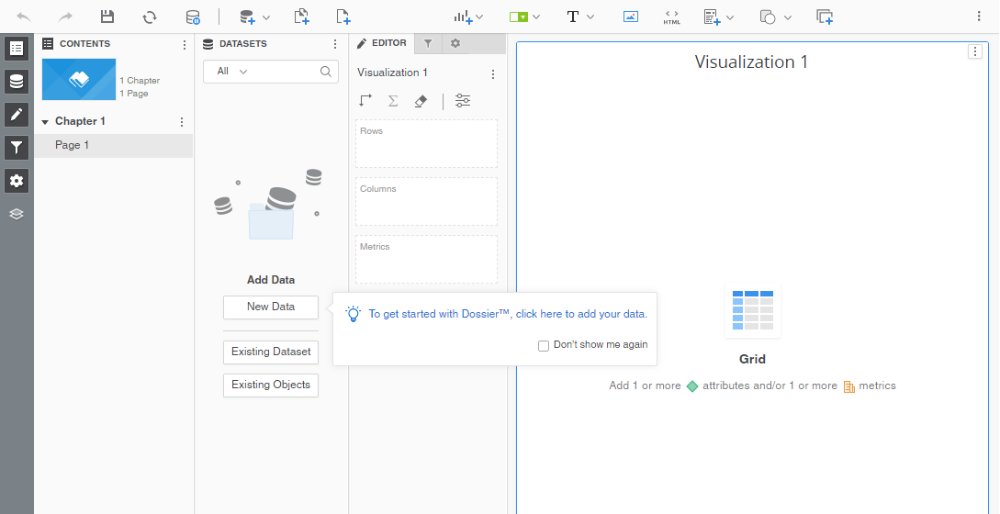 T
HTML
CONTENTS
1 Chapter
1 Page
Chapter 1
Page 1
DATASETS
All
Add Data
New Data
Existing Dataset
Existing Objects
EDITOR
Visualization 1
Rows
Columns
Metrics
To get started with Dossier™, click here to add your data.
Don't show me again
Visualization 1
Grid
Add 1 or more attributes and/or 1 or more metrics